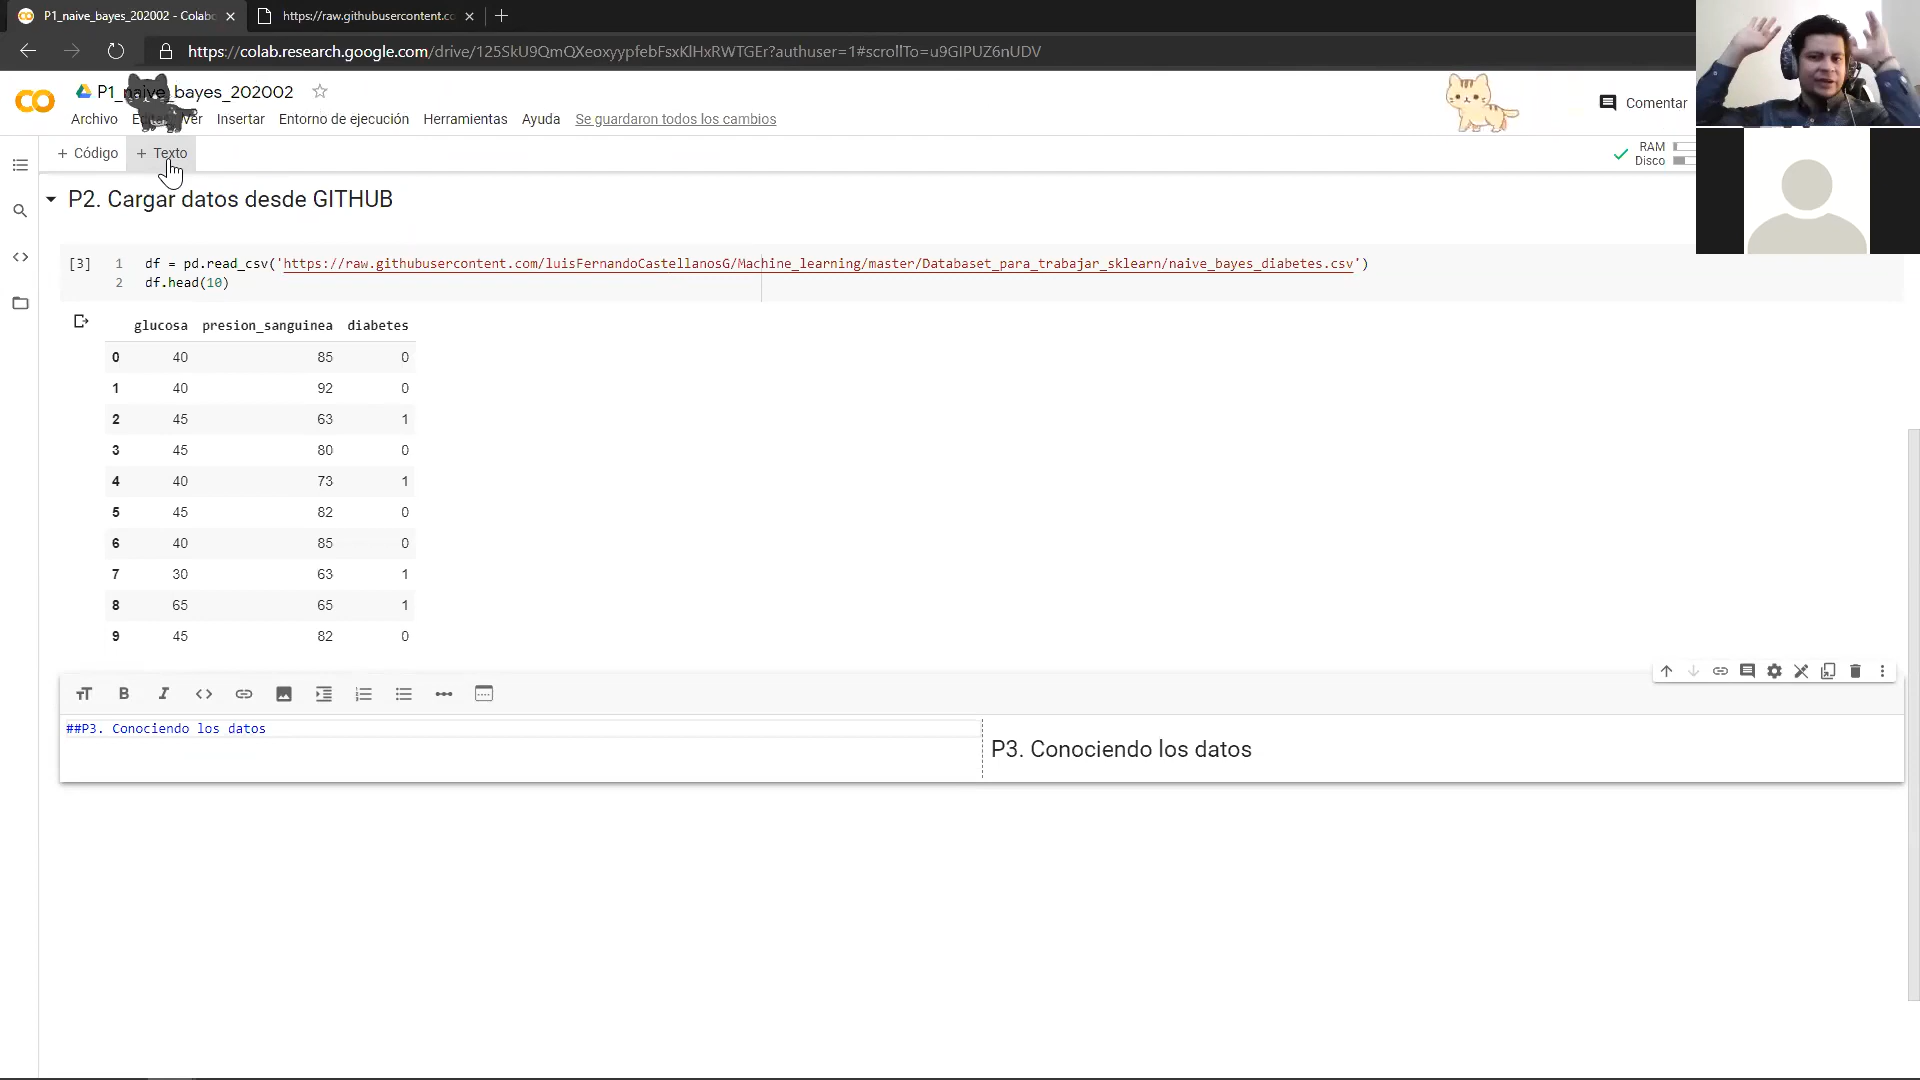 P1_naive_bayes_202002 - Colabo
https://raw.githubusercontent.co
https://colab.research.google.com/drive/125SkU9QmQXeoxyypfebFsxKlHxRWTGEr?authuser=1#scrollTo=u9GIPUZ6nUDV
P1_naive_bayes_202002
Archivo Editar Ver Insertar Entorno de ejecución Herramientas Ayuda Se guardaron todos los cambios
Comentar
+ Código + Texto
RAM
Disco
P2. Cargar datos desde GITHUB
[3] 1 df = pd.read_csv('https://raw.githubusercontent.com/luisFernandoCastellanosG/Machine_learning/master/Databaset_para_trabajar_sklearn/naive_bayes_diabetes.csv')
2 df.head(10)
glucosa presion_sanguinea diabetes
0 40 85 0
1 40 92 0
2 45 63 1
3 45 80 0
4 40 73 1
5 45 82 0
6 40 85 0
7 30 63 1
8 65 65 1
9 45 82 0
##P3. Conociendo los datos
P3. Conociendo los datos